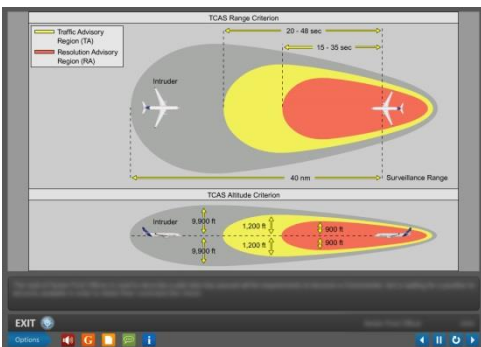 TCAS Range Criterion
Traffic Advisory
Region (TA)
Resolution Advisory
Region (RA)
20 - 48 sec
15 - 35 sec
Intruder
40 nm
Surveillance Range
TCAS Altitude Criterion
Intruder
9,900 ft
1,200 ft
900 ft
9,900 ft
1,200 ft
900 ft
EXIT
Options
G
i